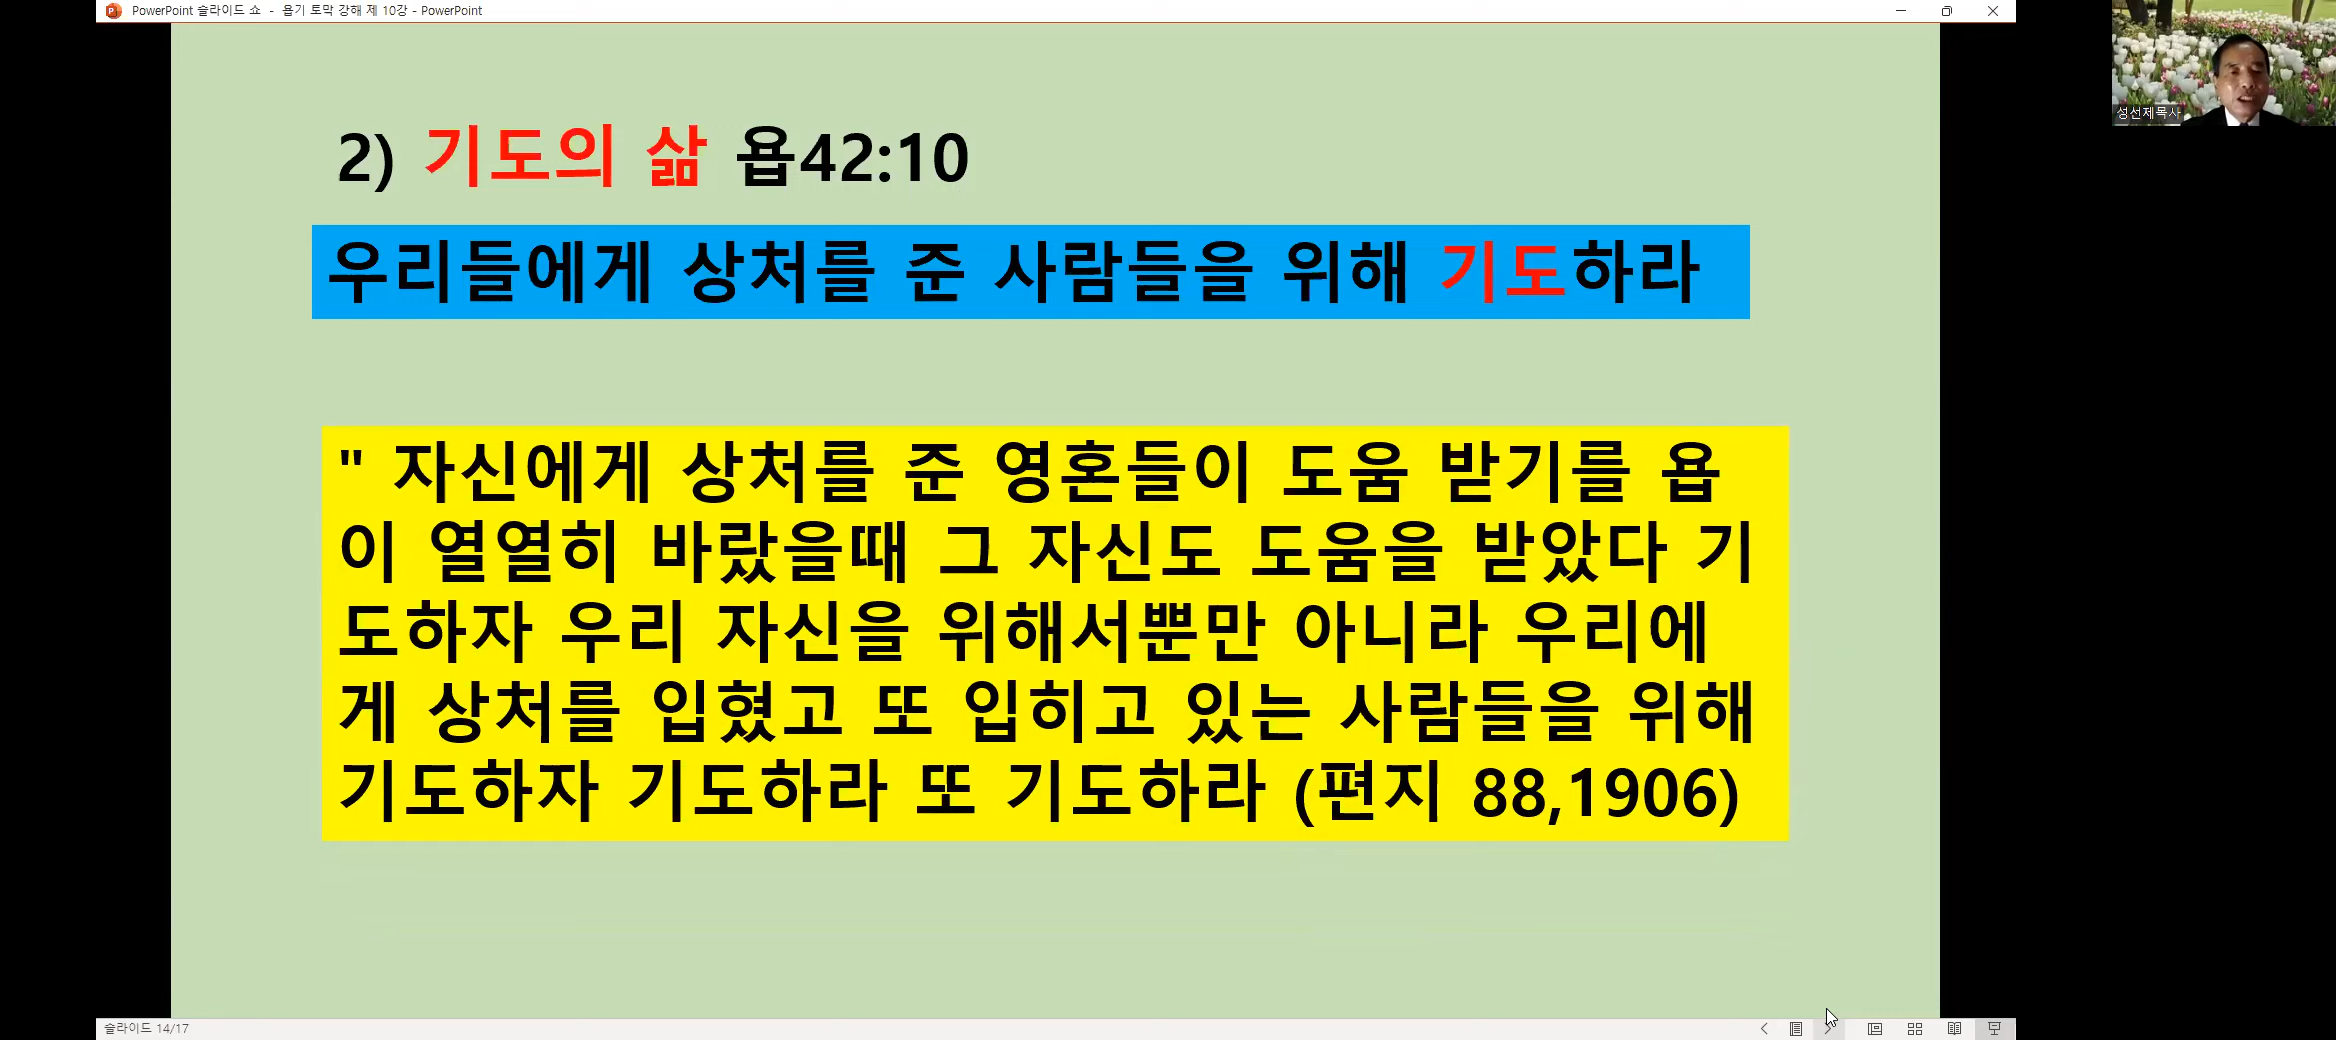 PowerPoint 슬라이드 쇼 - 욥기 토막 강해 제 10강 - PowerPoint
성선제목사
2) 기도의 삶 욥42:10
우리들에게 상처를 준 사람들을 위해 기도하라
" 자신에게 상처를 준 영혼들이 도움 받기를 욥
이 열열히 바랐을때 그 자신도 도움을 받았다 기
도하자 우리 자신을 위해서뿐만 아니라 우리에
게 상처를 입혔고 또 입히고 있는 사람들을 위해
기도하자 기도하라 또 기도하라 (편지 88,1906)
슬라이드 14/17